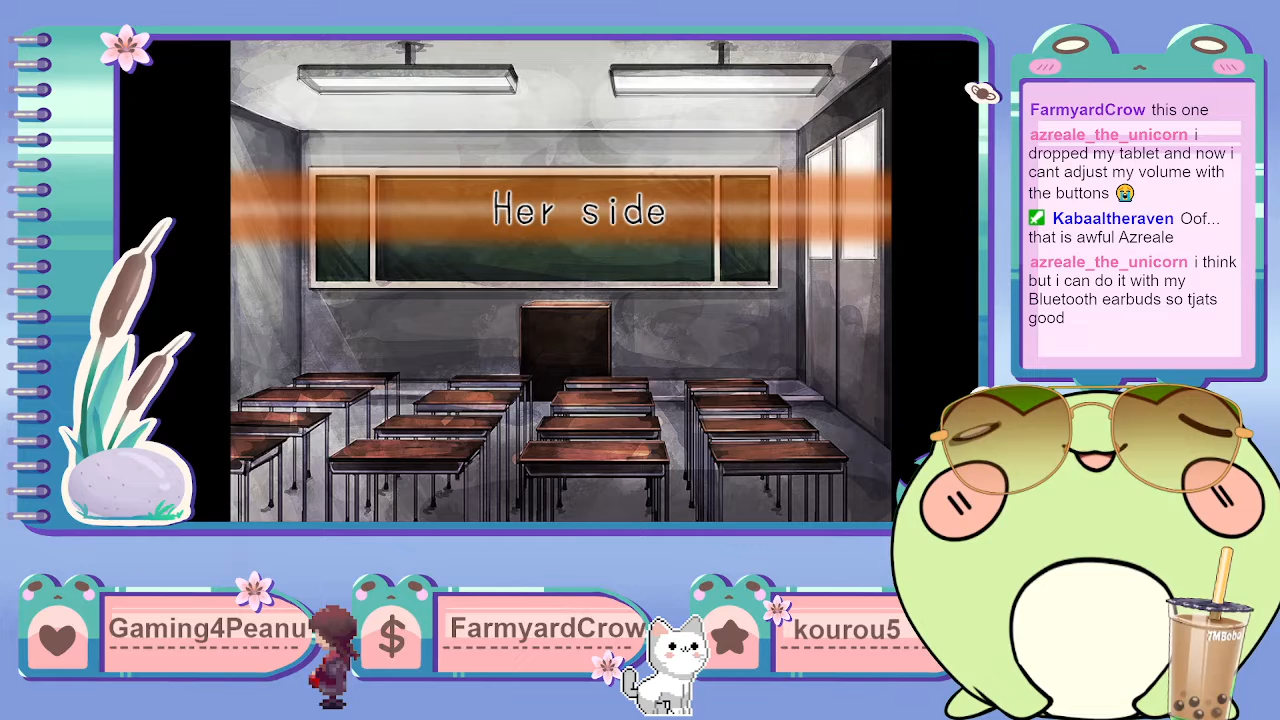 Her side
FarmyardCrow this one
azreale_the_unicorn i
dropped my tablet and now i
cant adjust my volume with
the buttons 😭
Kabaaltheraven Oof...
that is awful Azreale
azreale_the_unicorn i think
but i can do it with my
Bluetooth earbuds so tjats
good
Gaming4Peanu
$
FarmyardCrow
kourou5
TMBoba